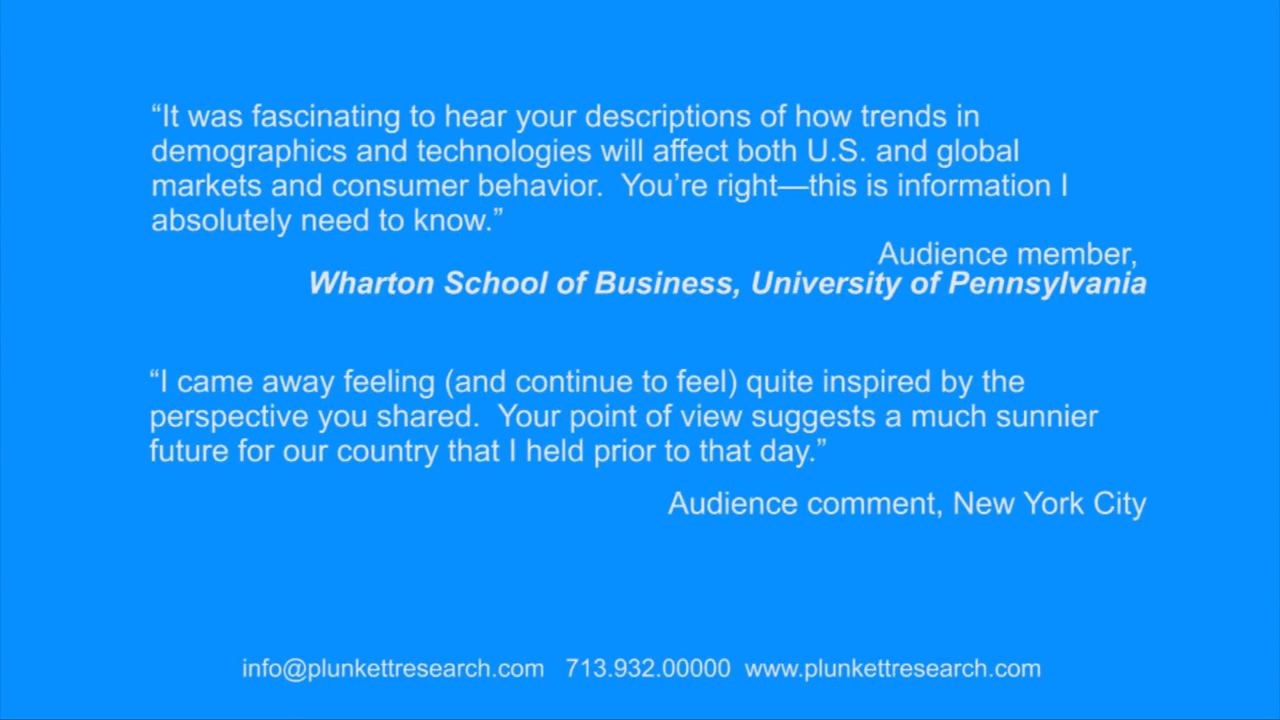 “It was fascinating to hear your descriptions of how trends in
demographics and technologies will affect both U.S. and global
markets and consumer behavior.  You’re right—this is information I
absolutely need to know.”
Audience member,
Wharton School of Business, University of Pennsylvania
“I came away feeling (and continue to feel) quite inspired by the
perspective you shared.  Your point of view suggests a much sunnier
future for our country that I held prior to that day.”
Audience comment, New York City
info@plunkettresearch.com   713.932.00000  www.plunkettresearch.com